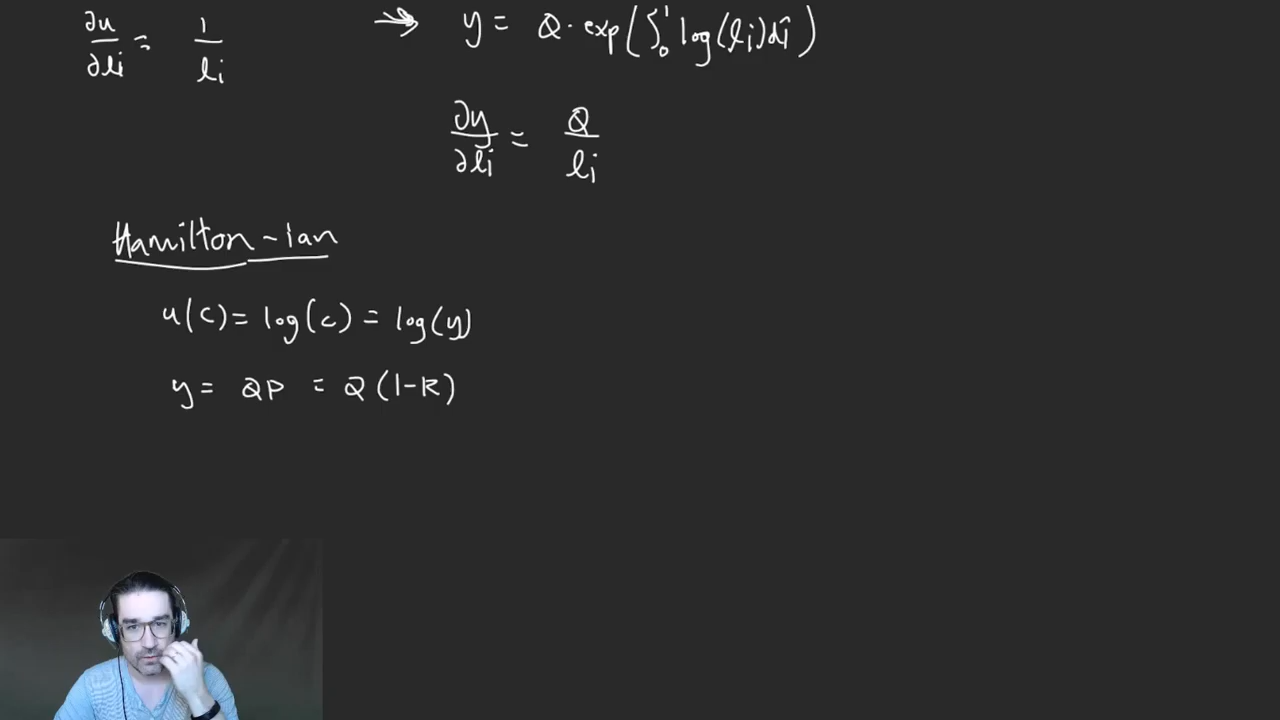 ∂u/∂li = 1/li
⇒ y = Q · exp(∫₀¹ log(li)di)
∂y/∂li = Q/li
Hamilton-ian
u(c) = log(c) = log(y)
y = QP = Q(1-R)